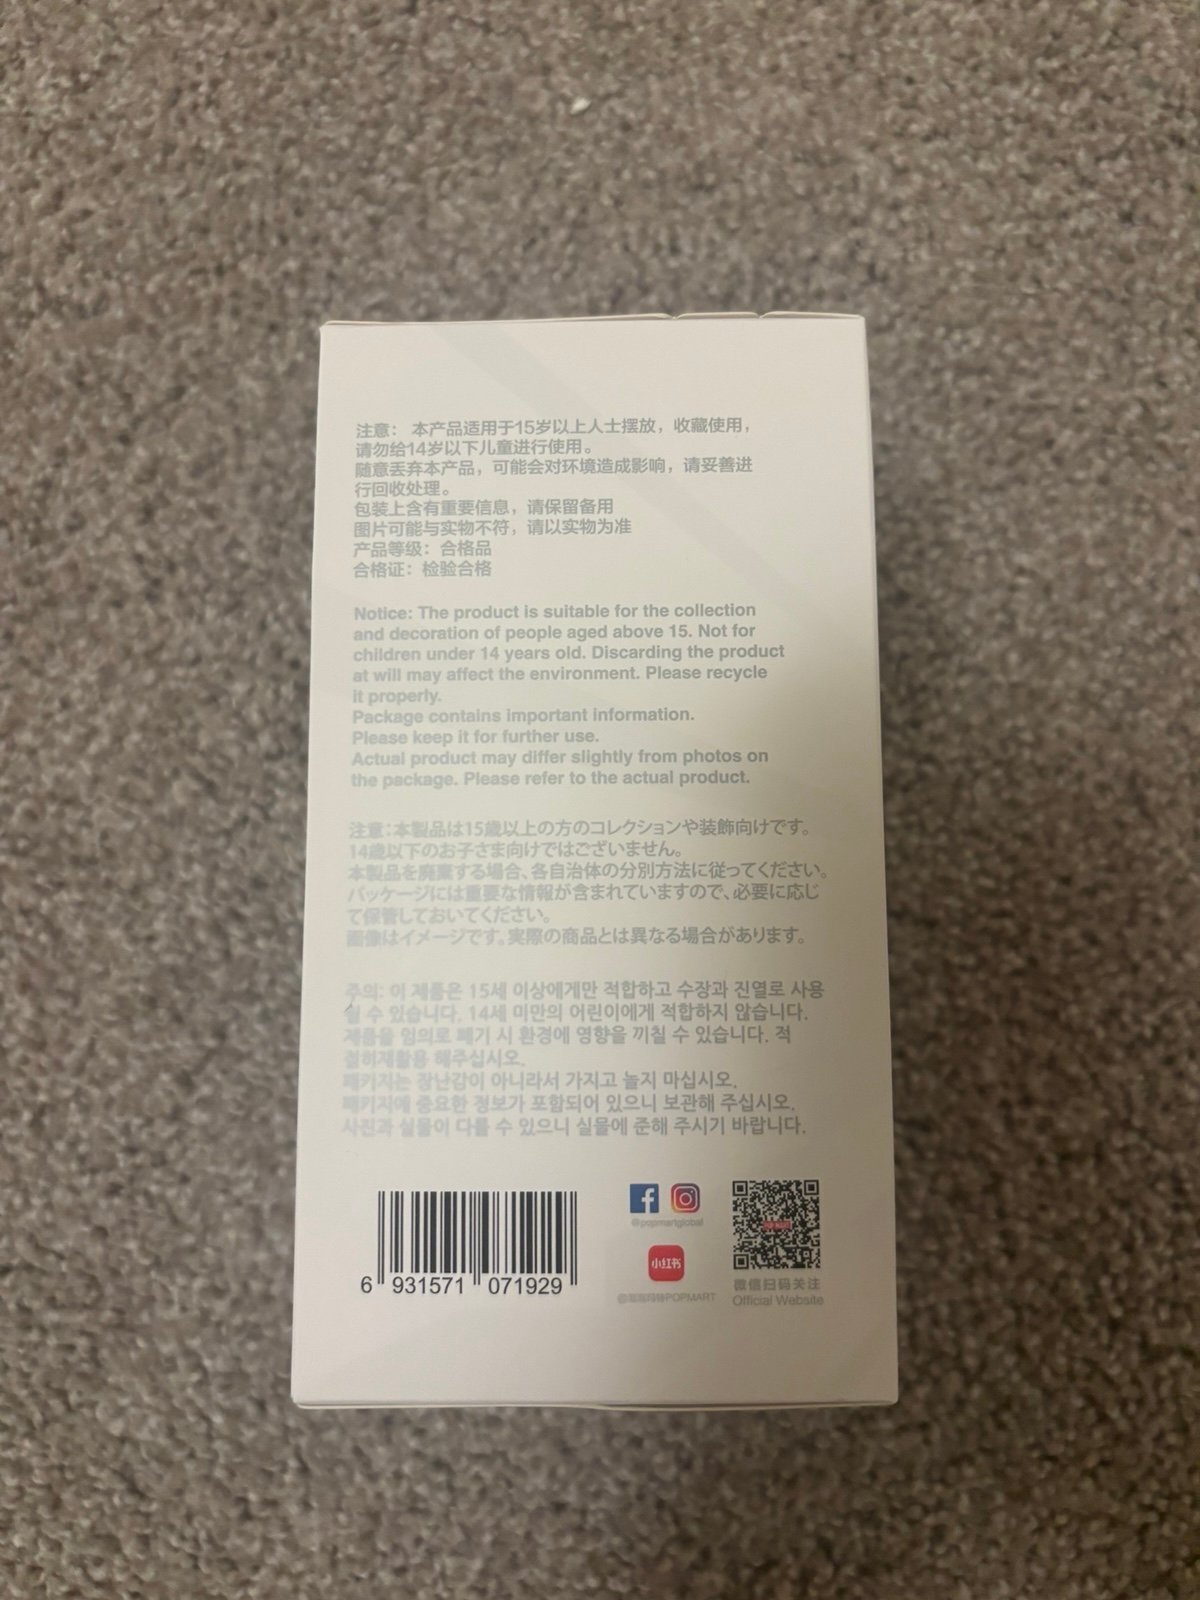 注意： 本产品适用于15岁以上人士摆放，收藏使用，
请勿给14岁以下儿童进行使用。
随意丢弃本产品，可能会对环境造成影响，请妥善进
行回收处理。
包装上含有重要信息，请保留备用
图片可能与实物不符，请以实物为准
产品等级：合格品
合格证：检验合格
Notice: The product is suitable for the collection
and decoration of people aged above 15. Not for
children under 14 years old. Discarding the product
at will may affect the environment. Please recycle
it properly.
Package contains important information.
Please keep it for further use.
Actual product may differ slightly from photos on
the package. Please refer to the actual product.
注意：本製品は15歳以上の方のコレクションや装飾向けです。
14歳以下のお子さま向けではございません。
本製品を廃棄する場合、各自治体の分別方法に従ってください。
パッケージには重要な情報が含まれていますので、必要に応じ
て保管しておいてください。
画像はイメージです。実際の商品とは異なる場合があります。
주의: 이 제품은 15세 이상에게만 적합하고 수장과 진열로 사용
될 수 있습니다. 14세 미만의 어린이에게 적합하지 않습니다.
제품을 임의로 폐기 시 환경에 영향을 끼칠 수 있습니다. 적
절히재활용 해주십시오.
패키지는 장난감이 아니라서 가지고 놀지 마십시오.
패키지에 중요한 정보가 포함되어 있으니 보관해 주십시오.
사진과 실물이 다를 수 있으니 실물에 준해 주시기 바랍니다.
6 931571 071929
@popmartglobal
小红书
@泡泡玛特POPMART
POP MART
微信扫码关注
Official Website